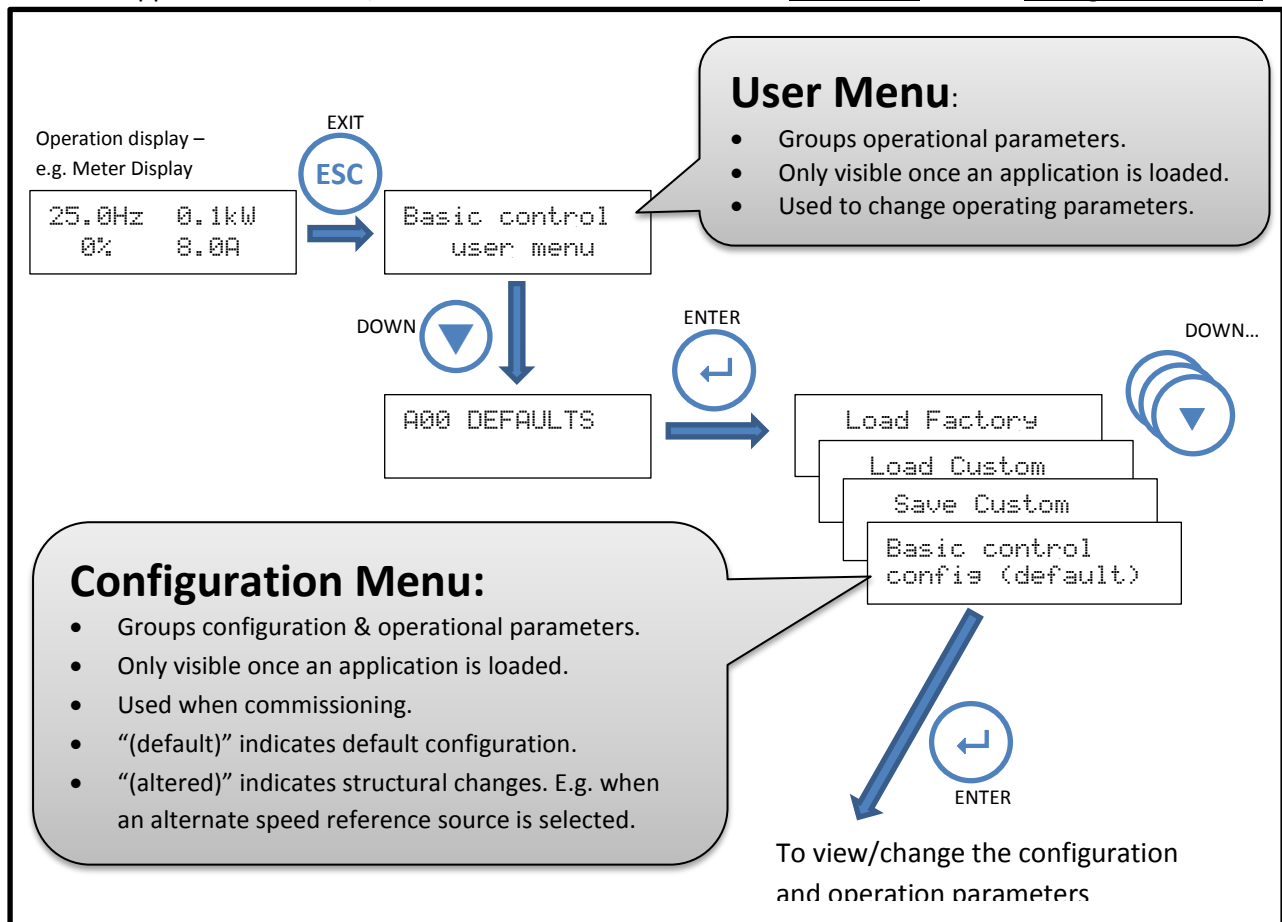 User Menu:
• Groups operational parameters.
• Only visible once an application is loaded.
• Used to change operating parameters.
Operation display –
e.g. Meter Display
EXIT
ESC
25.0Hz 0.1kW
0% 8.0A
Basic control
user menu
DOWN
ENTER
DOWN...
A00 DEFAULTS
Load Factory
Load Custom
Save Custom
Basic control
config (default)
Configuration Menu:
• Groups configuration & operational parameters.
• Only visible once an application is loaded.
• Used when commissioning.
• “(default)” indicates default configuration.
• “(altered)” indicates structural changes. E.g. when
an alternate speed reference source is selected.
ENTER
To view/change the configuration
and operation parameters